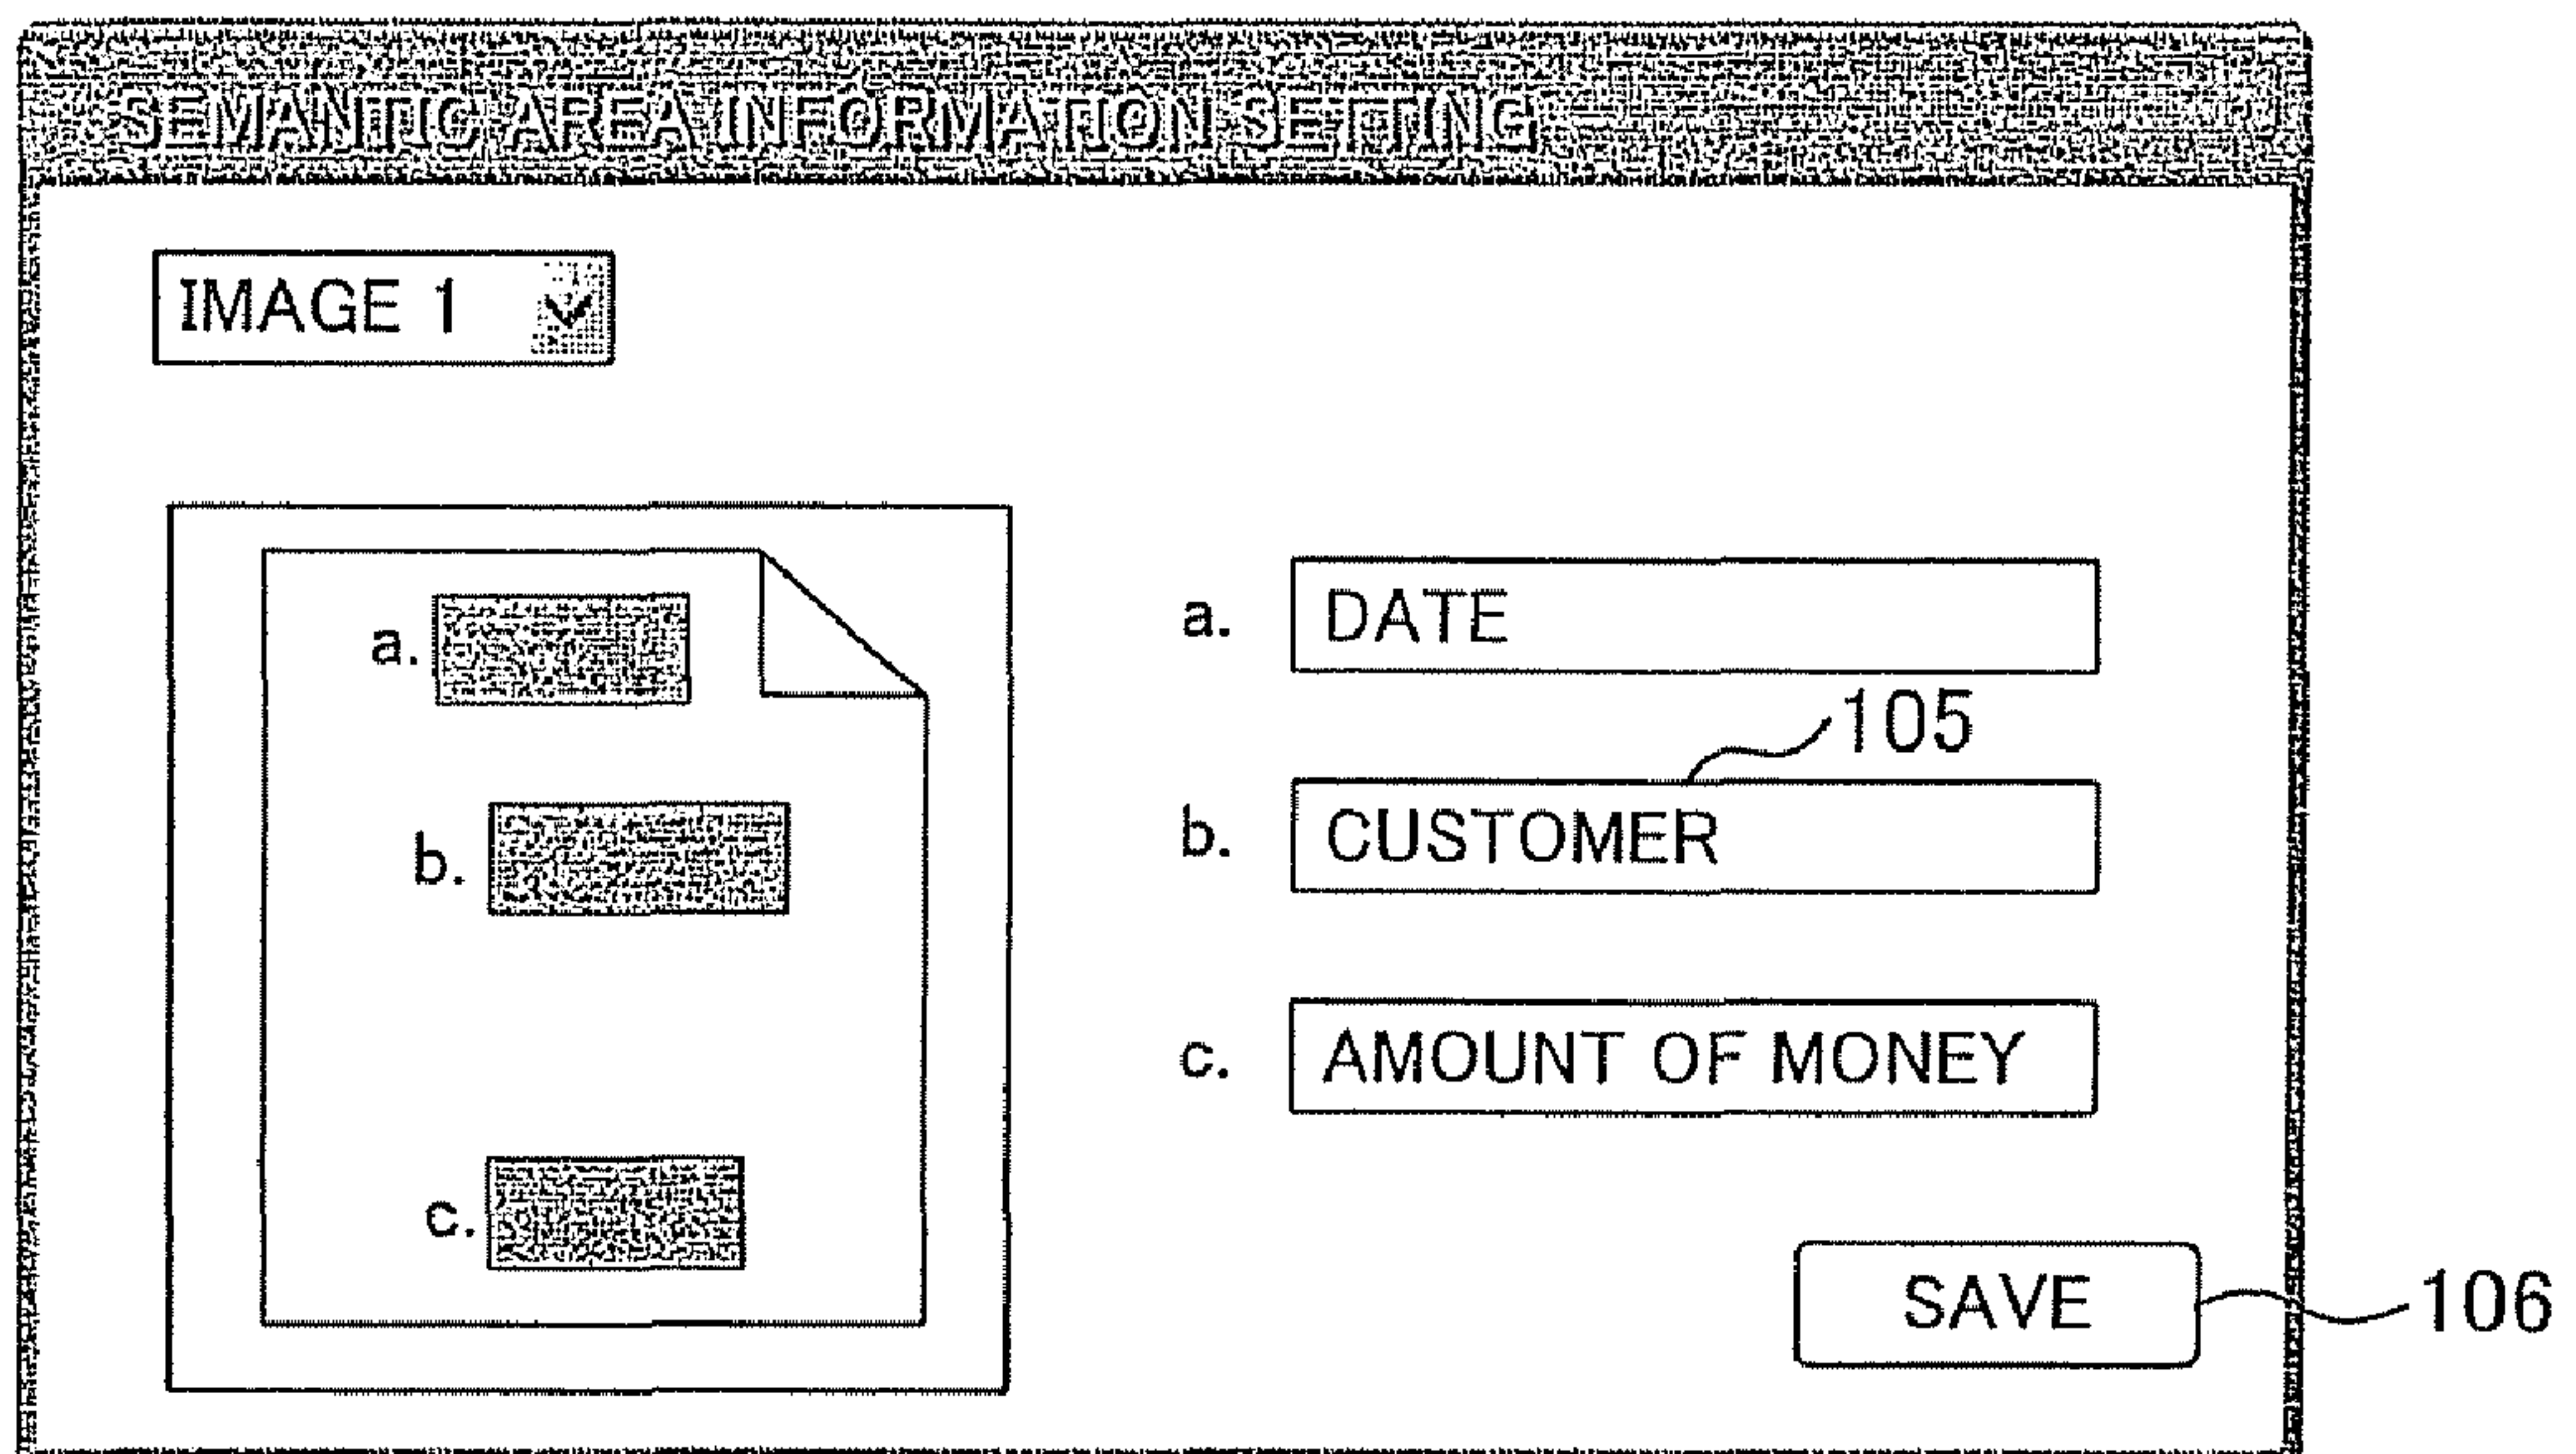 SEMANTIC AREA INFORMATION SETTING
IMAGE 1
a.
b.
c.
a. DATE
105
b. CUSTOMER
c. AMOUNT OF MONEY
SAVE
106